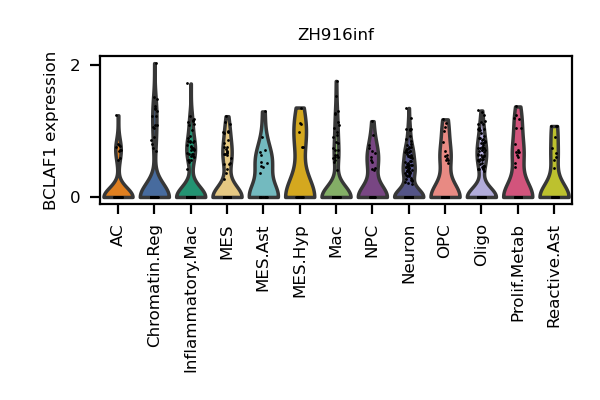 ZH916inf
BCLAF1 expression
2
0
AC
Chromatin.Reg
Inflammatory.Mac
MES
MES.Ast
MES.Hyp
Mac
NPC
Neuron
OPC
Oligo
Prolif.Metab
Reactive.Ast